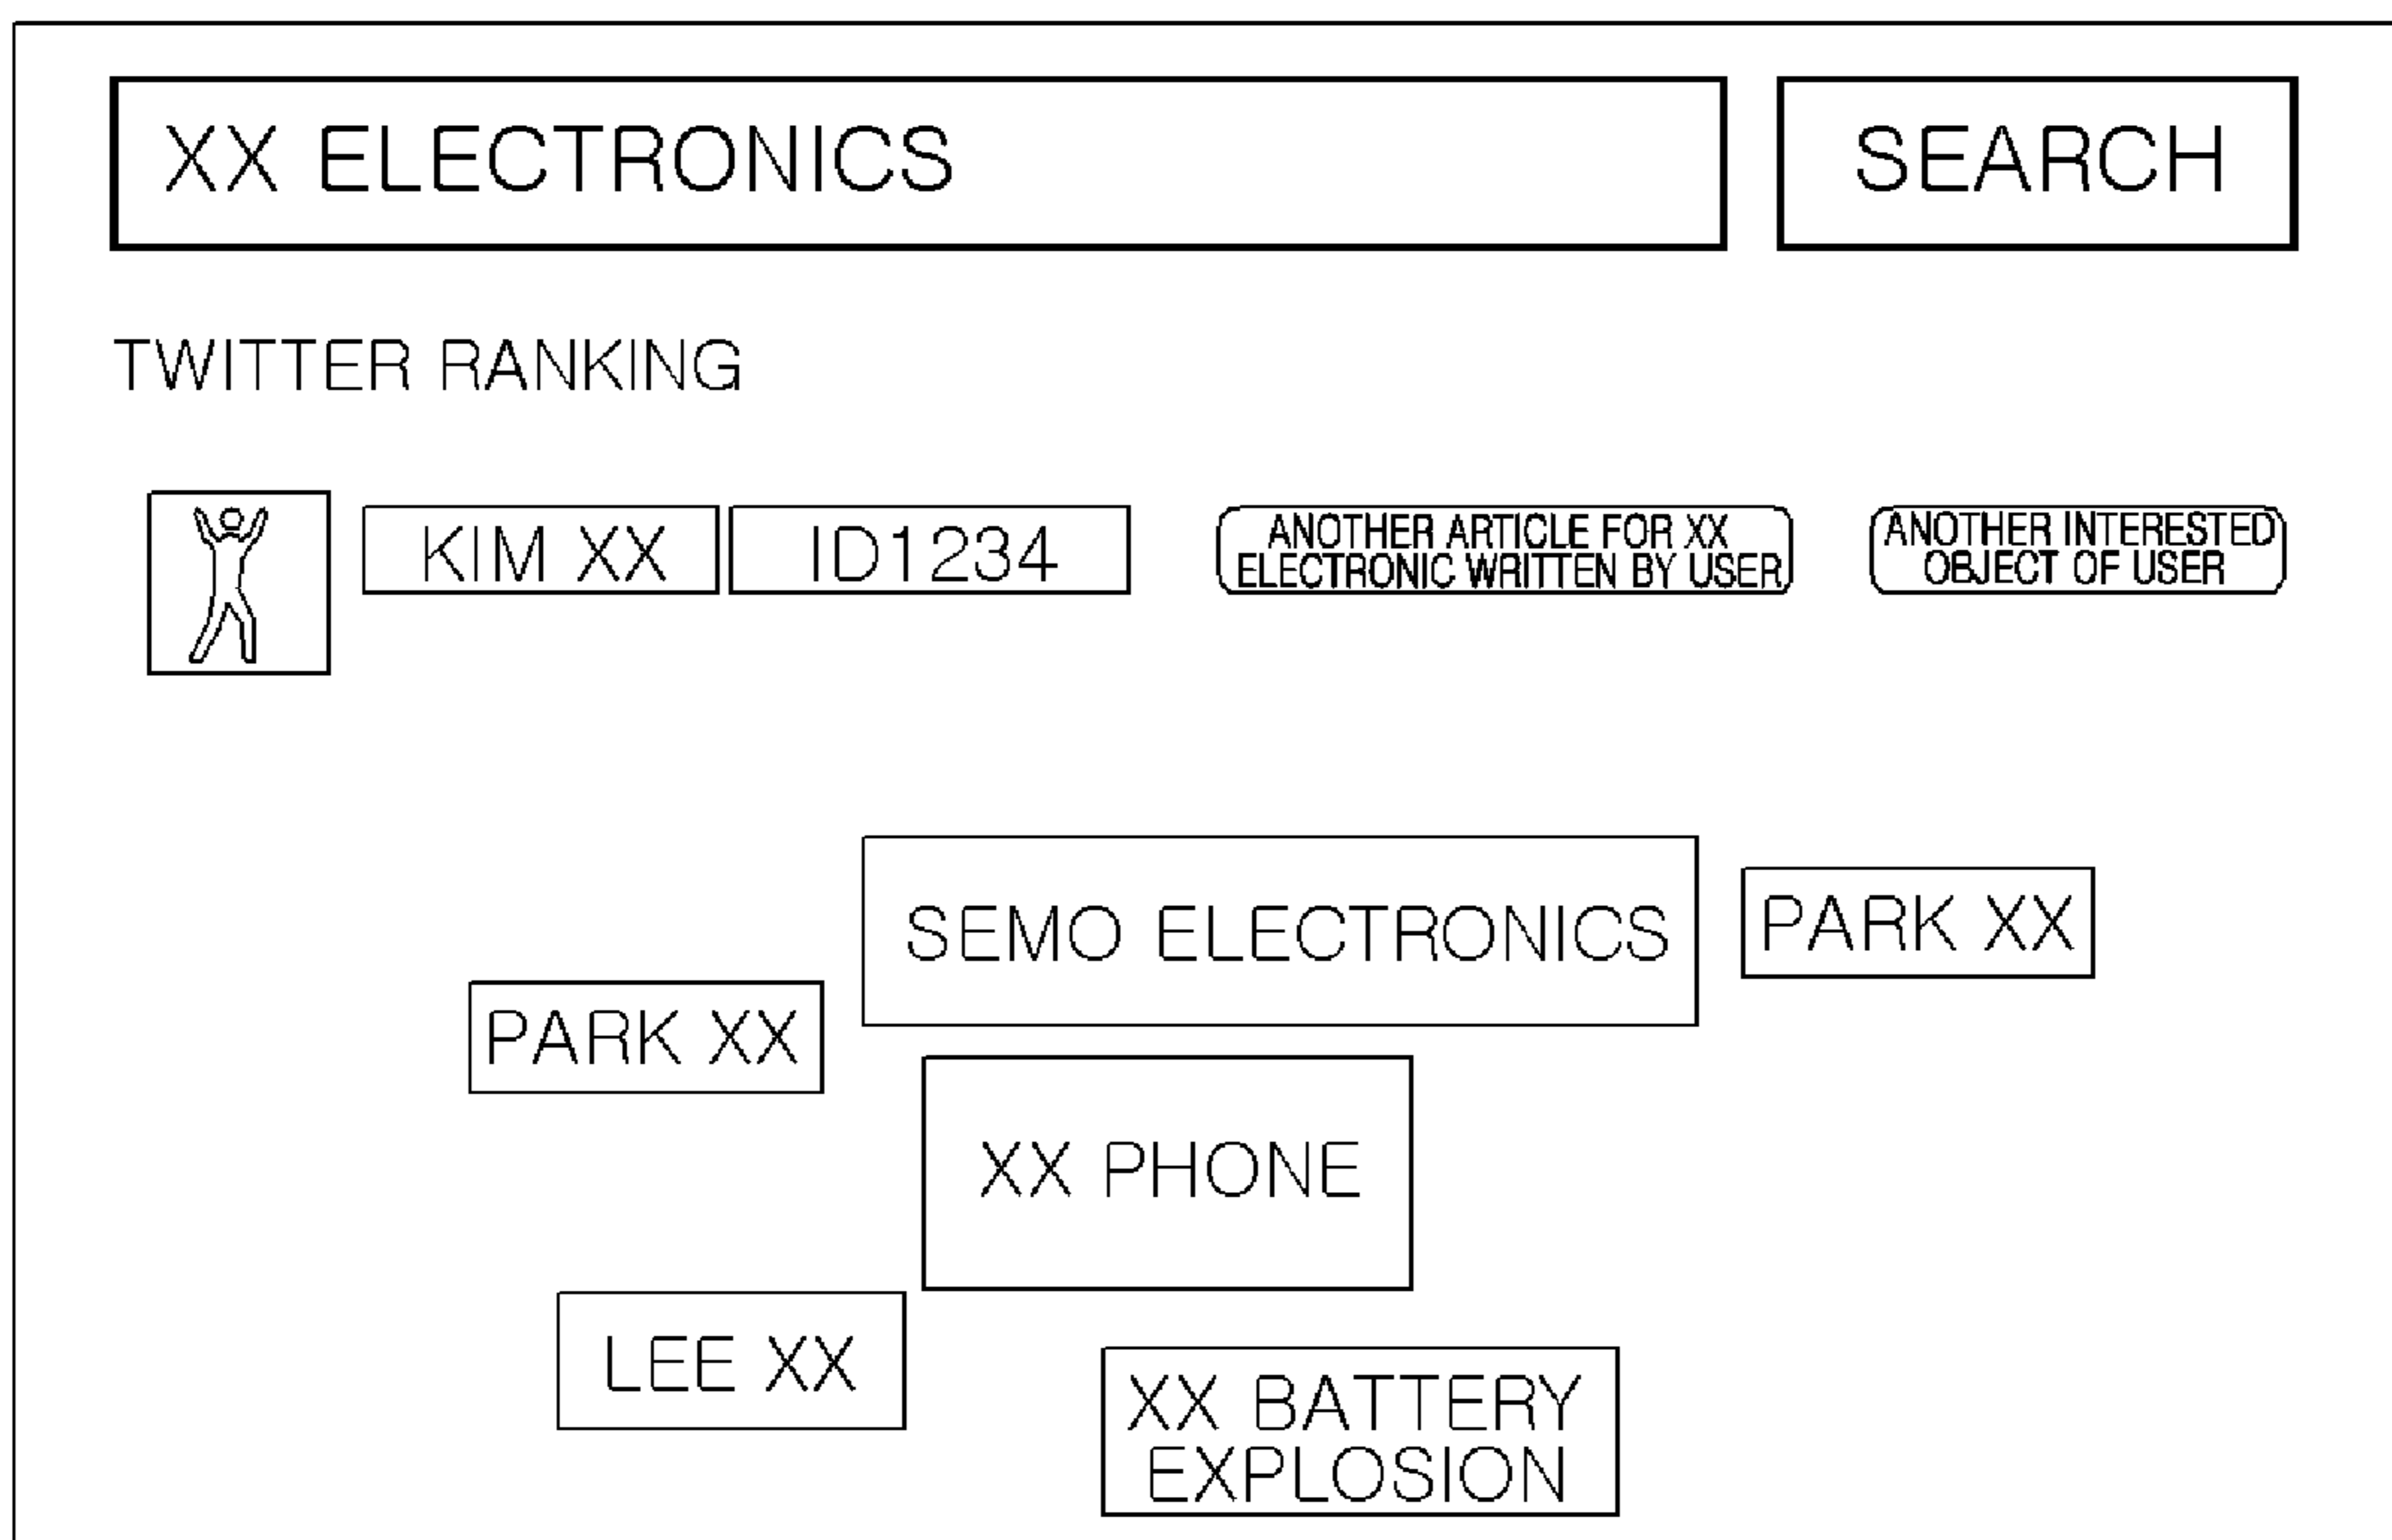 XX ELECTRONICS
SEARCH
TWITTER RANKING
KIM XX
ID1234
ANOTHER ARTICLE FOR XX
ELECTRONIC WRITTEN BY USER
ANOTHER INTERESTED
OBJECT OF USER
SEMO ELECTRONICS
PARK XX
PARK XX
XX PHONE
LEE XX
XX BATTERY
EXPLOSION